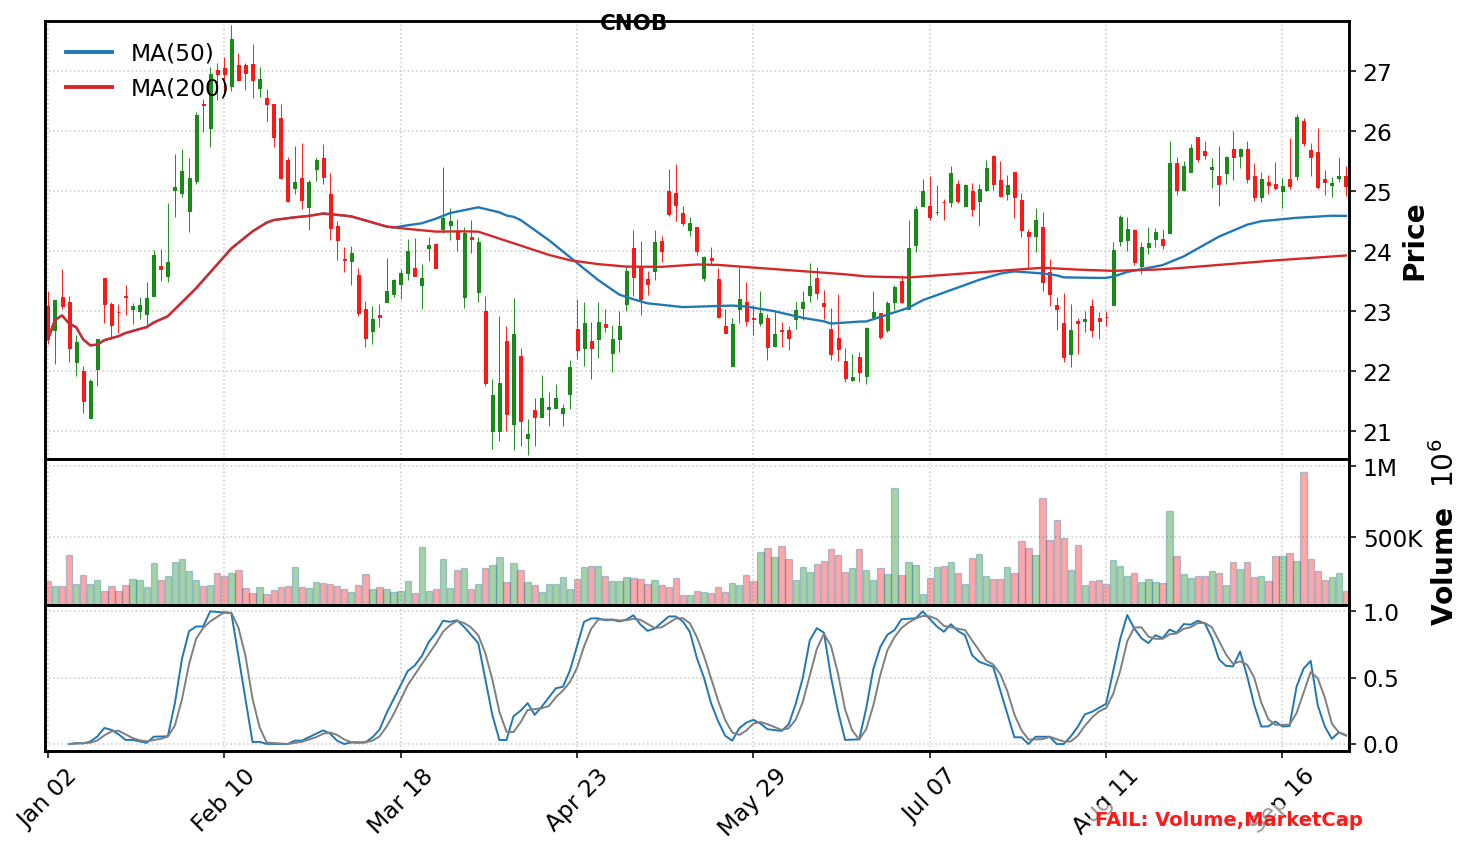 CNOB
MA(50)
MA(200)
27
26
25
24
23
22
21
Price
1M
500K
Volume 10^6
1.0
0.5
0.0
Jan 02
Feb 10
Mar 18
Apr 23
May 29
Jul 07
Aug 11
Sep 16
FAIL: Volume,MarketCap